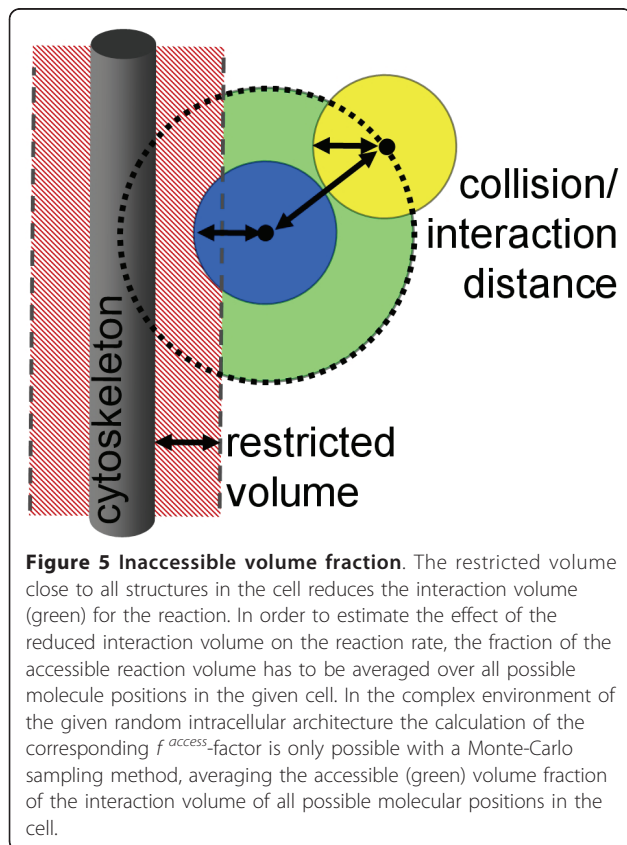 collision/
interaction
distance
cytoskeleton
restricted
volume
Figure 5 Inaccessible volume fraction. The restricted volume
close to all structures in the cell reduces the interaction volume
(green) for the reaction. In order to estimate the effect of the
reduced interaction volume on the reaction rate, the fraction of the
accessible reaction volume has to be averaged over all possible
molecule positions in the given cell. In the complex environment of
the given random intracellular architecture the calculation of the
corresponding f access-factor is only possible with a Monte-Carlo
sampling method, averaging the accessible (green) volume fraction
of the interaction volume of all possible molecular positions in the
cell.